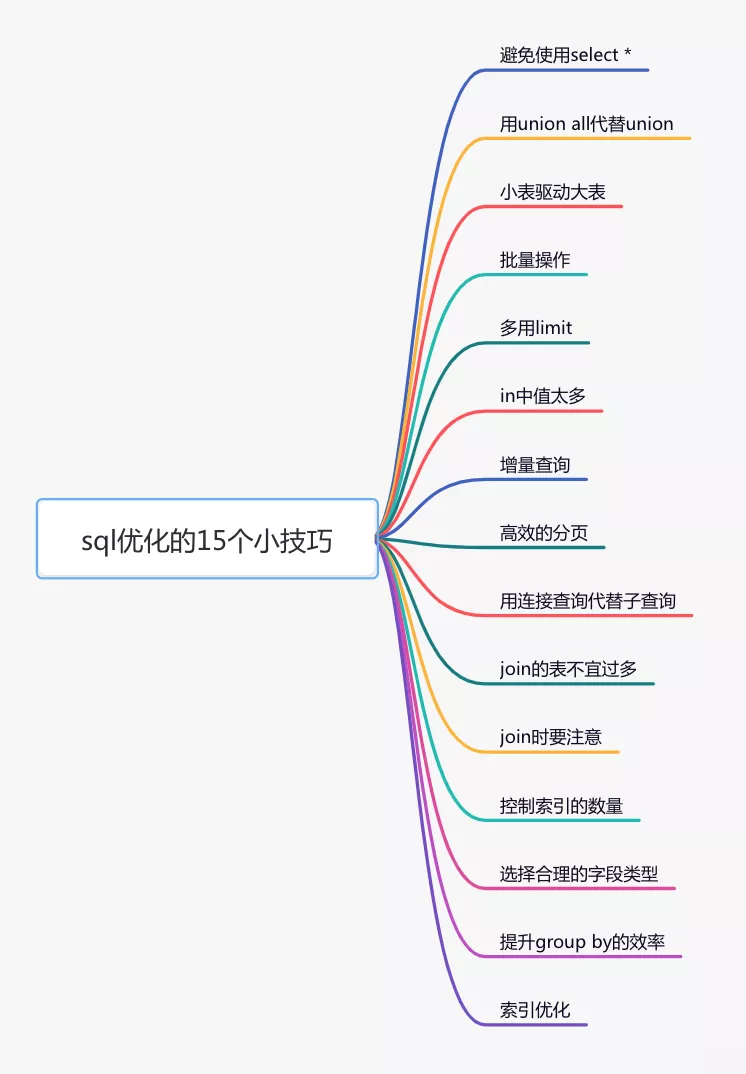 避免使用select *
用union all代替union
小表驱动大表
批量操作
多用limit
in中值太多
增量查询
sql优化的15个小技巧
高效的分页
用连接查询代替子查询
join的表不宜过多
join时要注意
控制索引的数量
选择合理的字段类型
提升group by的效率
索引优化